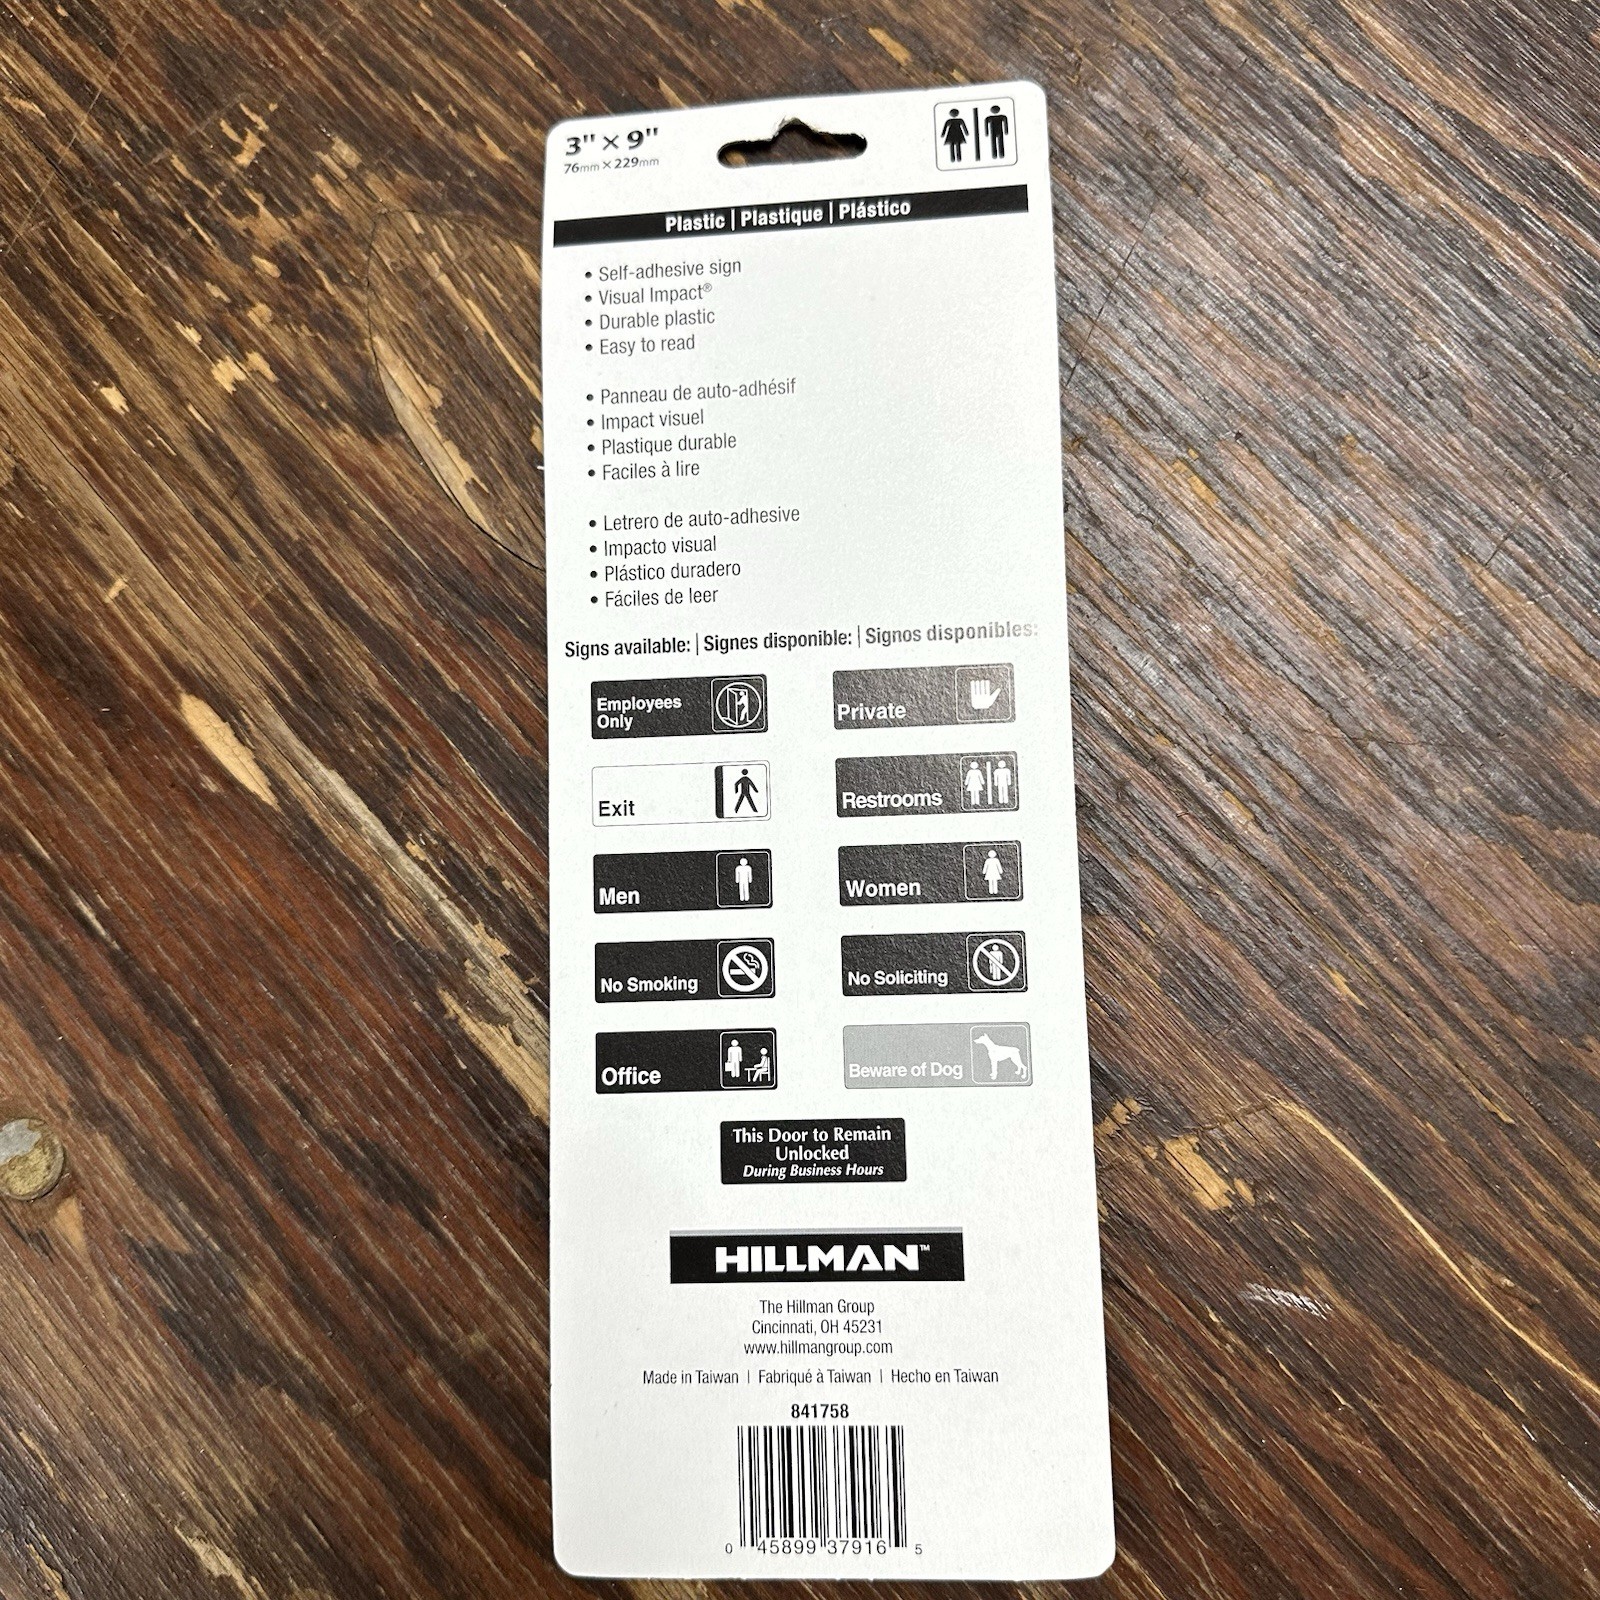 3" × 9"
76mm × 229mm
Plastic | Plastique | Plástico
• Self-adhesive sign
• Visual Impact®
• Durable plastic
• Easy to read
• Panneau de auto-adhésif
• Impact visuel
• Plastique durable
• Faciles à lire
• Letrero de auto-adhesive
• Impacto visual
• Plástico duradero
• Fáciles de leer
Signs available: | Signes disponible: | Signos disponibles:
Employees
Only
Private
Exit
Restrooms
Men
Women
No Smoking
No Soliciting
Office
Beware of Dog
This Door to Remain
Unlocked
During Business Hours
HILLMAN™
The Hillman Group
Cincinnati, OH 45231
www.hillmangroup.com
Made in Taiwan | Fabriqué à Taiwan | Hecho en Taiwan
841758
0 45899 37916 5